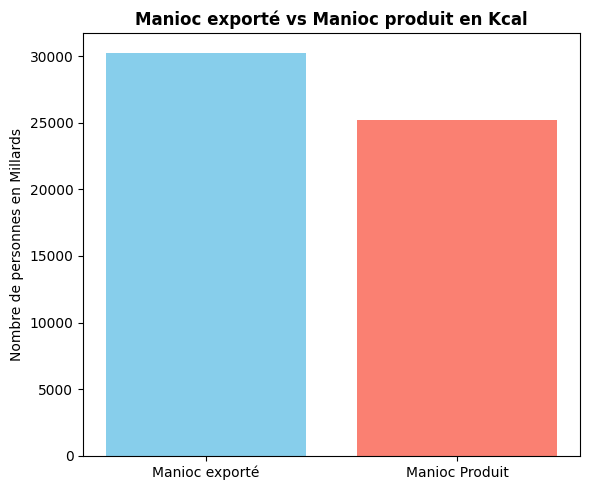 Manioc exporté vs Manioc produit en Kcal
Nombre de personnes en Millards
30000
25000
20000
15000
10000
5000
0
Manioc exporté
Manioc Produit